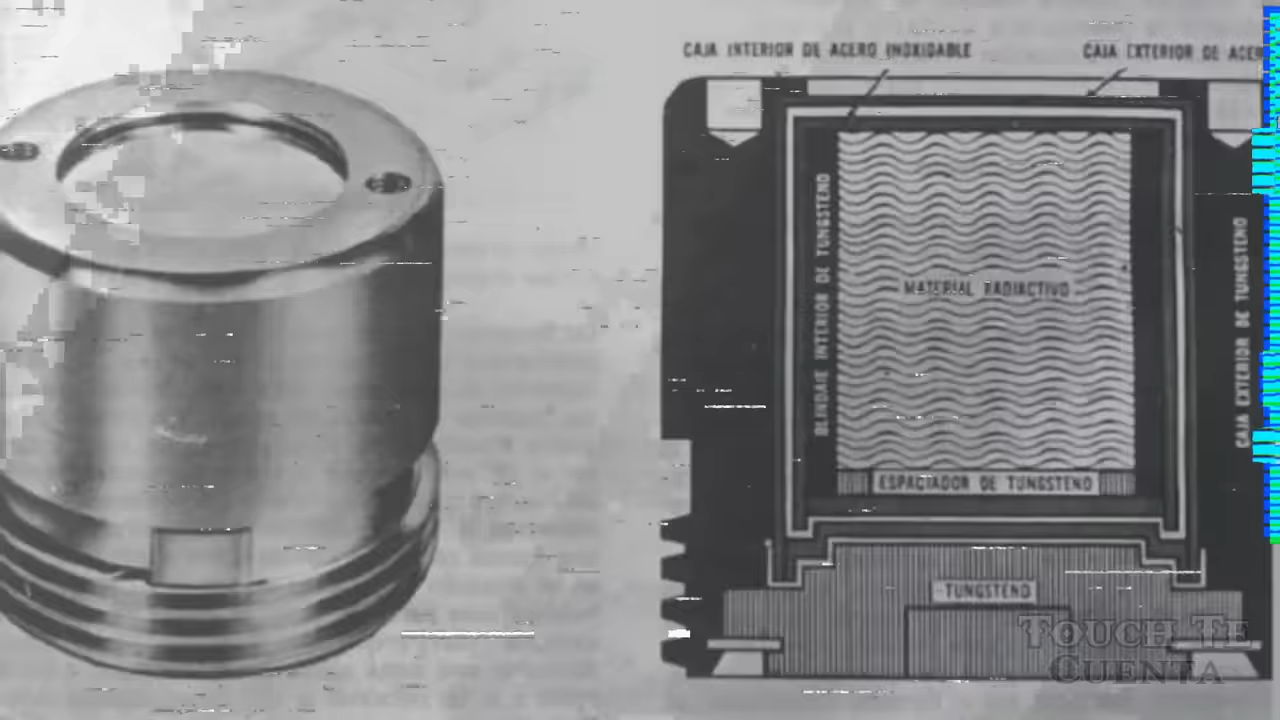 CAJA INTERIOR DE ACERO INOXIDABLE
CAJA EXTERIOR DE ACER
BLINDAJE INTERIOR DE TUNGSTENO
MATERIAL RADIACTIVO
CAJA EXTERIOR DE TUNGSTENO
ESPACIADOR DE TUNGSTENO
TUNGSTENO
TOUCH TE
CUENTA